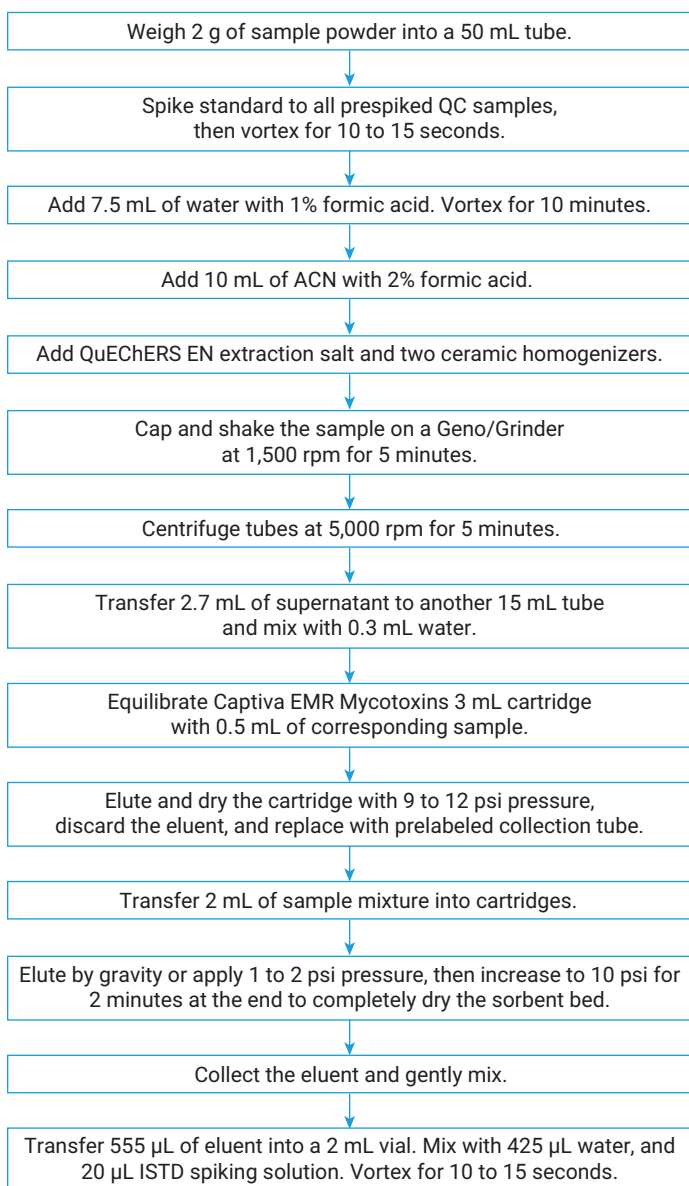 Weigh 2 g of sample powder into a 50 mL tube.
Spike standard to all prespiked QC samples,
then vortex for 10 to 15 seconds.
Add 7.5 mL of water with 1% formic acid. Vortex for 10 minutes.
Add 10 mL of ACN with 2% formic acid.
Add QuEChERS EN extraction salt and two ceramic homogenizers.
Cap and shake the sample on a Geno/Grinder
at 1,500 rpm for 5 minutes.
Centrifuge tubes at 5,000 rpm for 5 minutes.
Transfer 2.7 mL of supernatant to another 15 mL tube
and mix with 0.3 mL water.
Equilibrate Captiva EMR Mycotoxins 3 mL cartridge
with 0.5 mL of corresponding sample.
Elute and dry the cartridge with 9 to 12 psi pressure,
discard the eluent, and replace with prelabeled collection tube.
Transfer 2 mL of sample mixture into cartridges.
Elute by gravity or apply 1 to 2 psi pressure, then increase to 10 psi for
2 minutes at the end to completely dry the sorbent bed.
Collect the eluent and gently mix.
Transfer 555 µL of eluent into a 2 mL vial. Mix with 425 µL water, and
20 µL ISTD spiking solution. Vortex for 10 to 15 seconds.